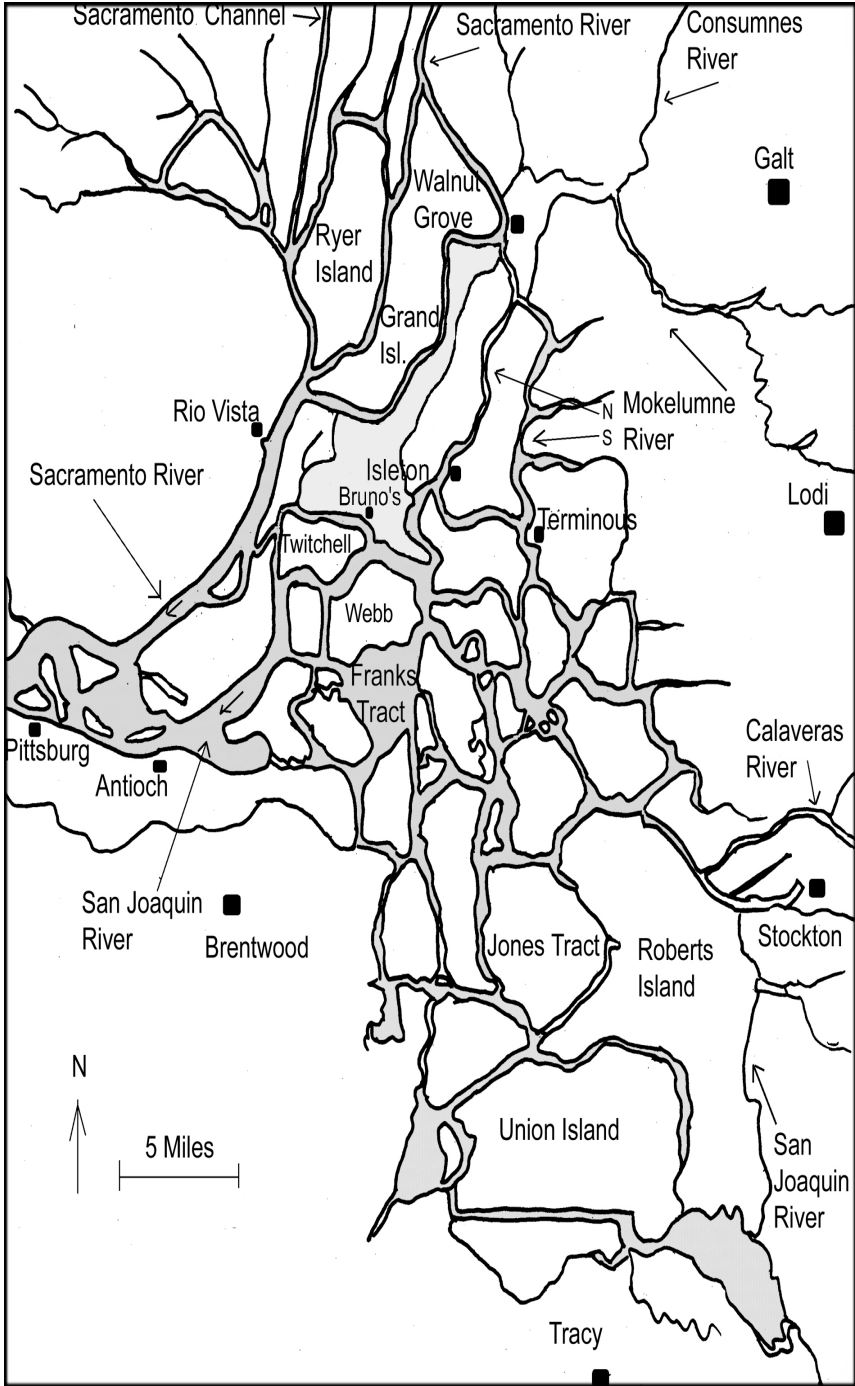 Sacramento Channel
Sacramento River
Consumnes
River
Galt
Walnut
Grove
Ryer
Island
Grand
Isl.
Rio Vista
N
S
Mokelumne
River
Sacramento River
Isleton
Bruno's
Lodi
Terminous
Twitchell
Webb
Franks
Tract
Pittsburg
Antioch
Calaveras
River
San Joaquin
River
Brentwood
Jones Tract
Roberts
Island
Stockton
N
5 Miles
Union Island
San
Joaquin
River
Tracy